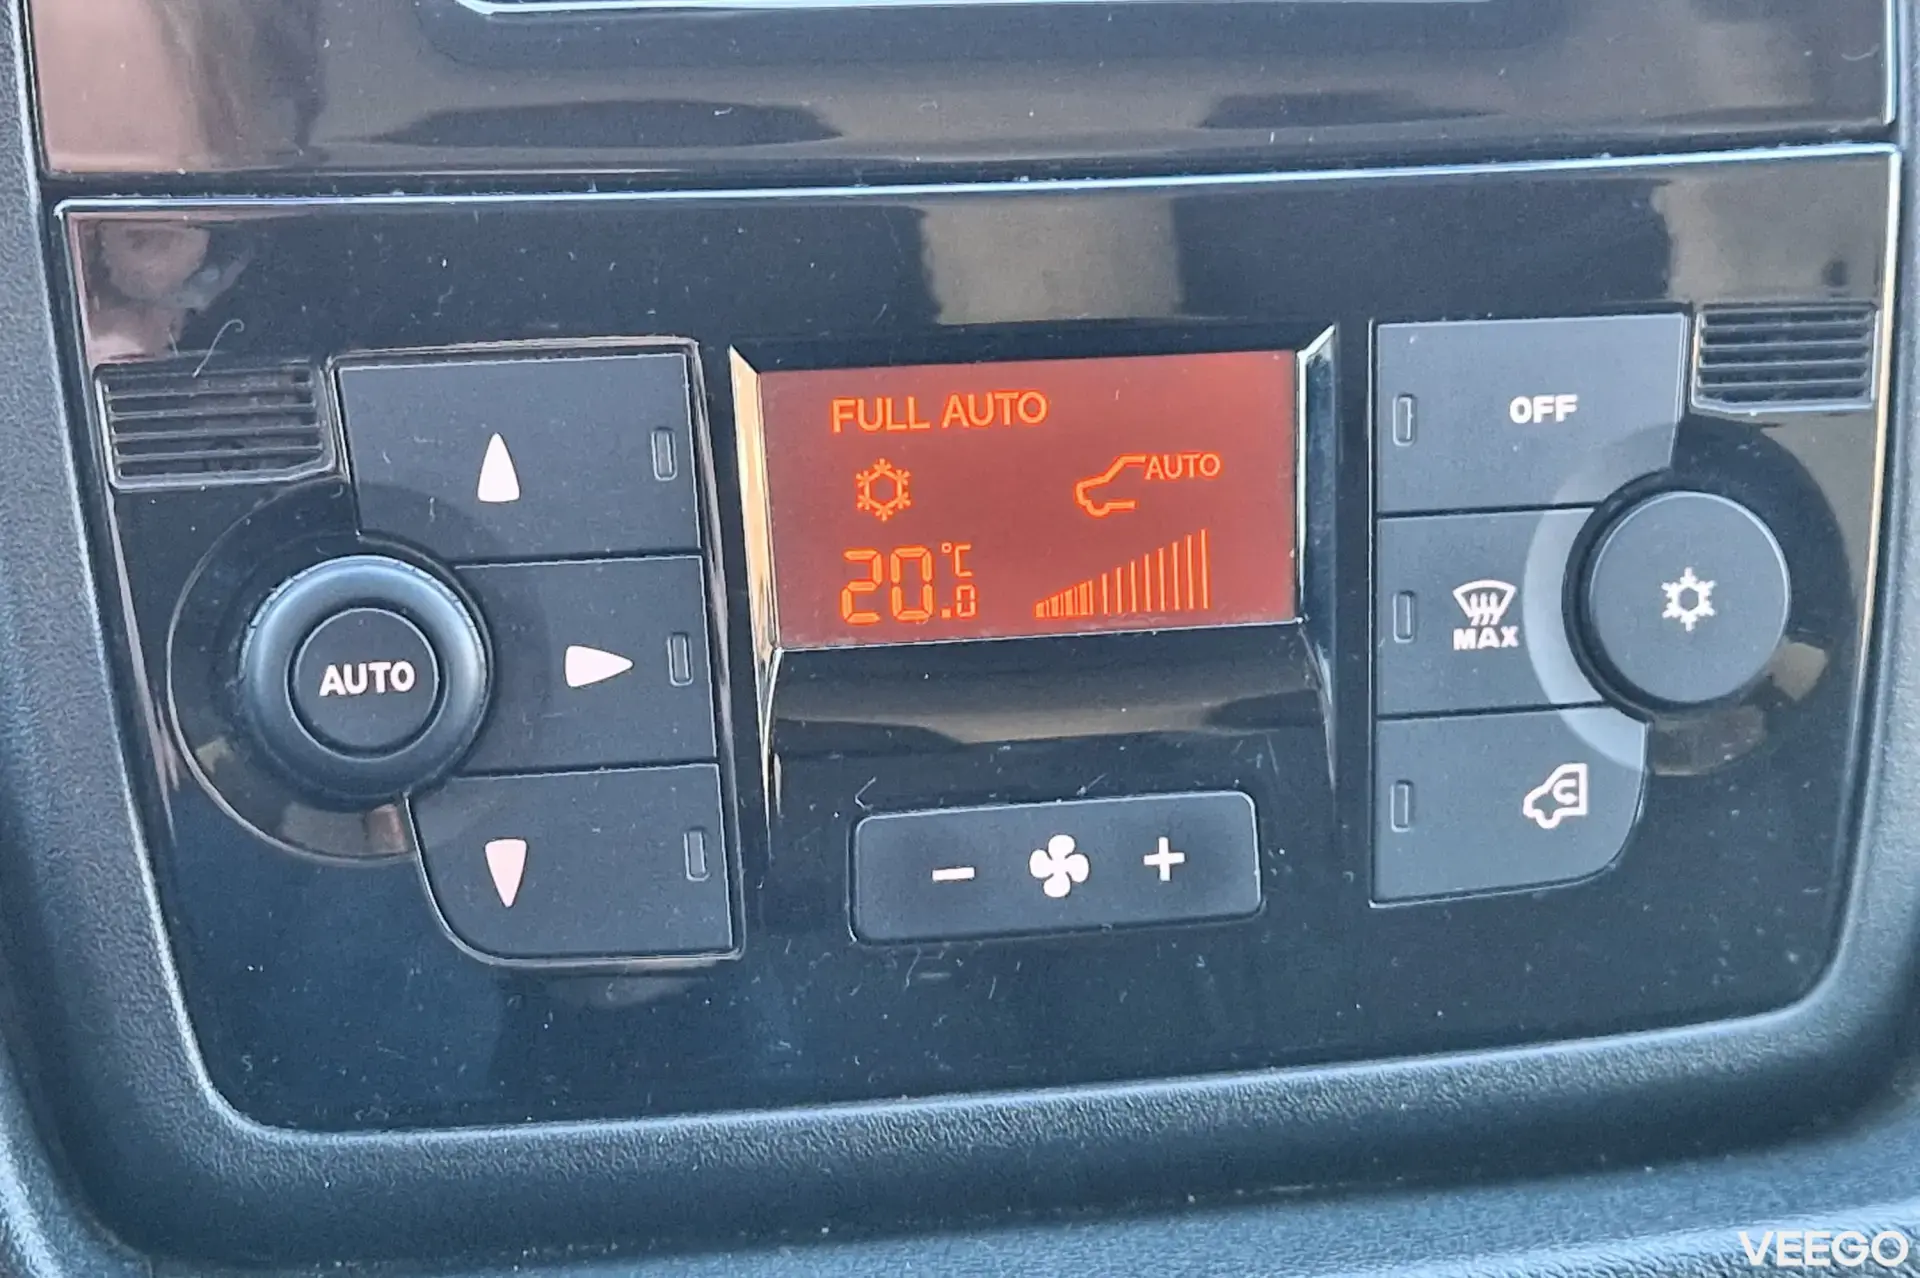 FULL AUTO
AUTO
20.0 °C
AUTO
OFF
MAX
C
- +
VEEGO